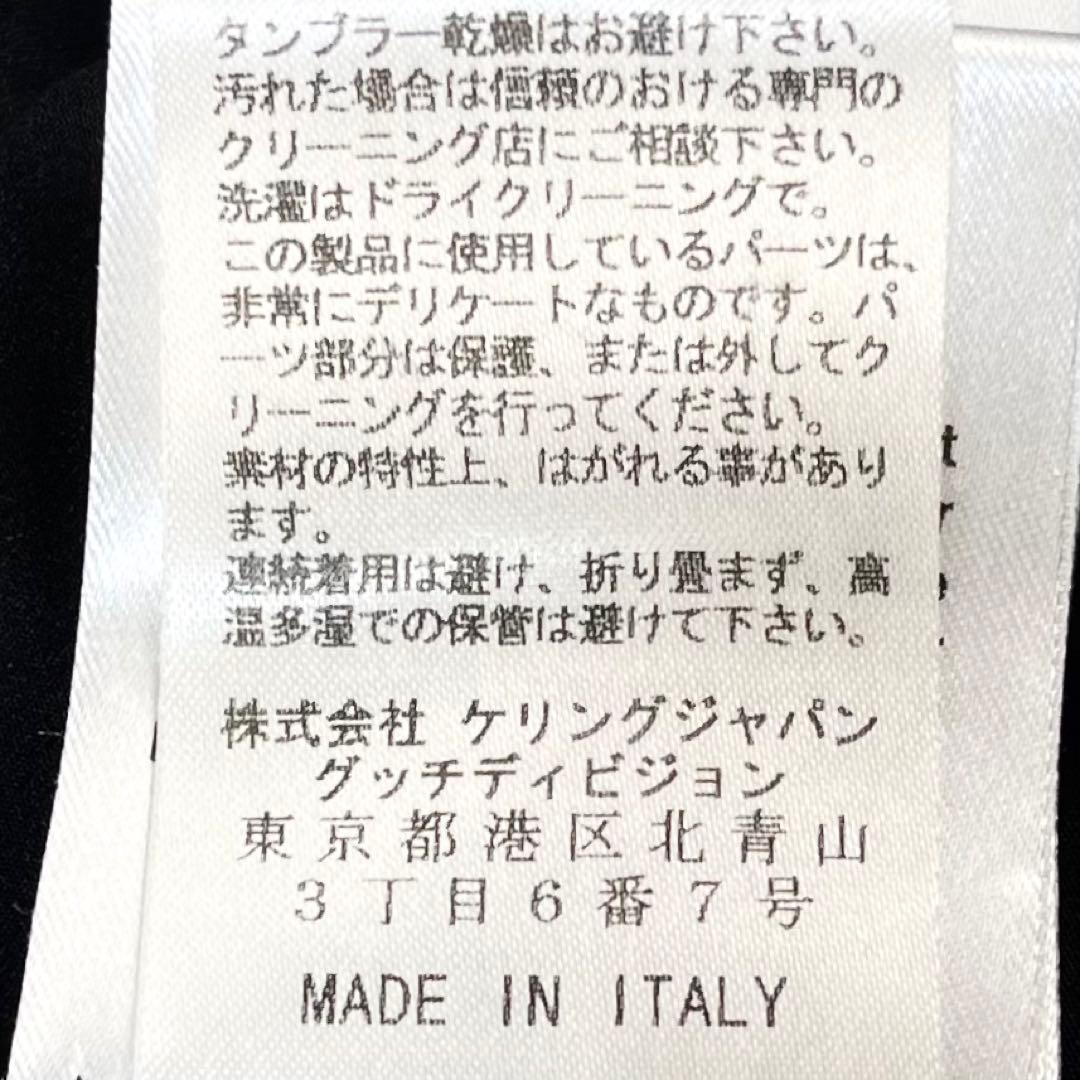 タンブラー乾燥はお避け下さい。
汚れた場合は信頼のおける専門の
クリーニング店にご相談下さい。
洗濯はドライクリーニングで。
この製品に使用しているパーツは、
非常にデリケートなものです。パ
ーツ部分は保護、または外してク
リーニングを行ってください。
素材の特性上、はがれる事があり
ます。
連続着用は避け、折り畳まず、高
温多湿での保管は避けて下さい。
株式会社 ケリングジャパン
グッチディビジョン
東京都港区北青山
3丁目6番7号
MADE IN ITALY